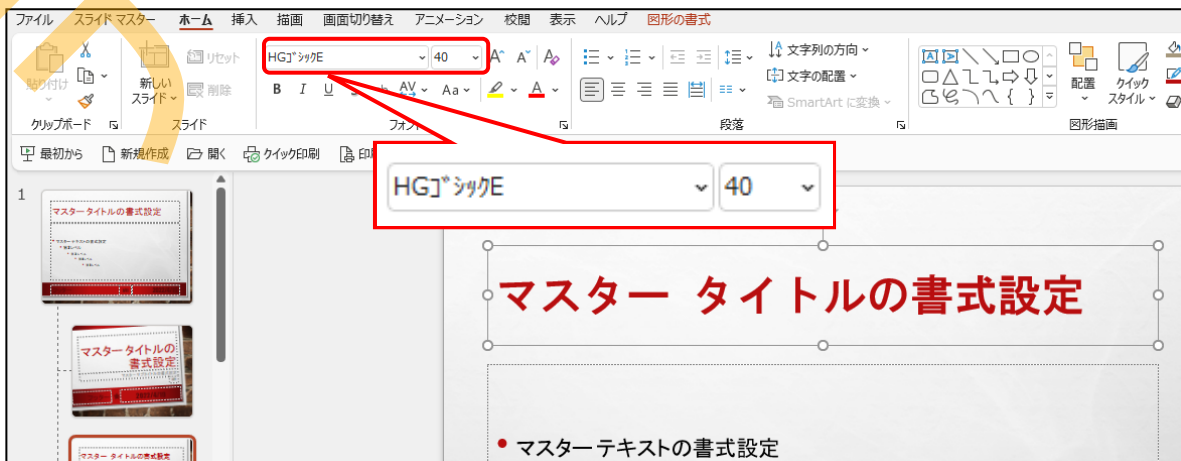 ファイル スライド マスター ホーム 挿入 描画 画面切り替え アニメーション 校閲 表示 ヘルプ 図形の書式
貼り付け
新しい
スライド
リセット
削除
HGｺﾞｼｯｸE 40
B I U
Aa
A
文字列の方向
文字の配置
SmartArt に変換
配置 クイック
スタイル
クリップボード スライド フォント 段落 図形描画
最初から 新規作成 開く クイック印刷
HGｺﾞｼｯｸE 40
1
マスター タイトルの書式設定
マスター タイトルの
書式設定
マスター タイトルの書式設定
マスター タイトルの書式設定
• マスター テキストの書式設定